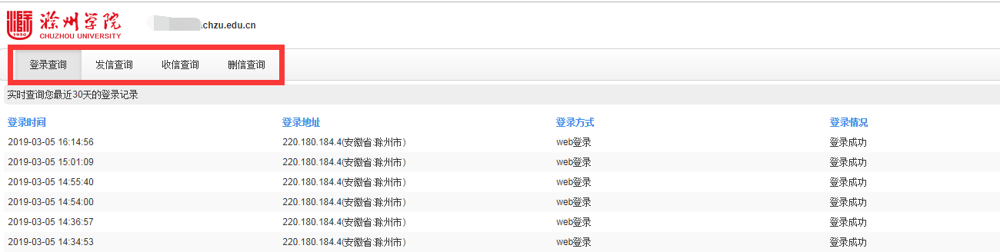 滁州学院
CHUZHOU UNIVERSITY
1950
.chzu.edu.cn
登录查询 发信查询 收信查询 删信查询
实时查询您最近30天的登录记录
登录时间 登录地址 登录方式 登录情况
2019-03-05 16:14:56 220.180.184.4(安徽省:滁州市) web登录 登录成功
2019-03-05 15:01:09 220.180.184.4(安徽省:滁州市) web登录 登录成功
2019-03-05 14:55:40 220.180.184.4(安徽省:滁州市) web登录 登录成功
2019-03-05 14:54:00 220.180.184.4(安徽省:滁州市) web登录 登录成功
2019-03-05 14:36:57 220.180.184.4(安徽省:滁州市) web登录 登录成功
2019-03-05 14:34:53 220.180.184.4(安徽省:滁州市) web登录 登录成功